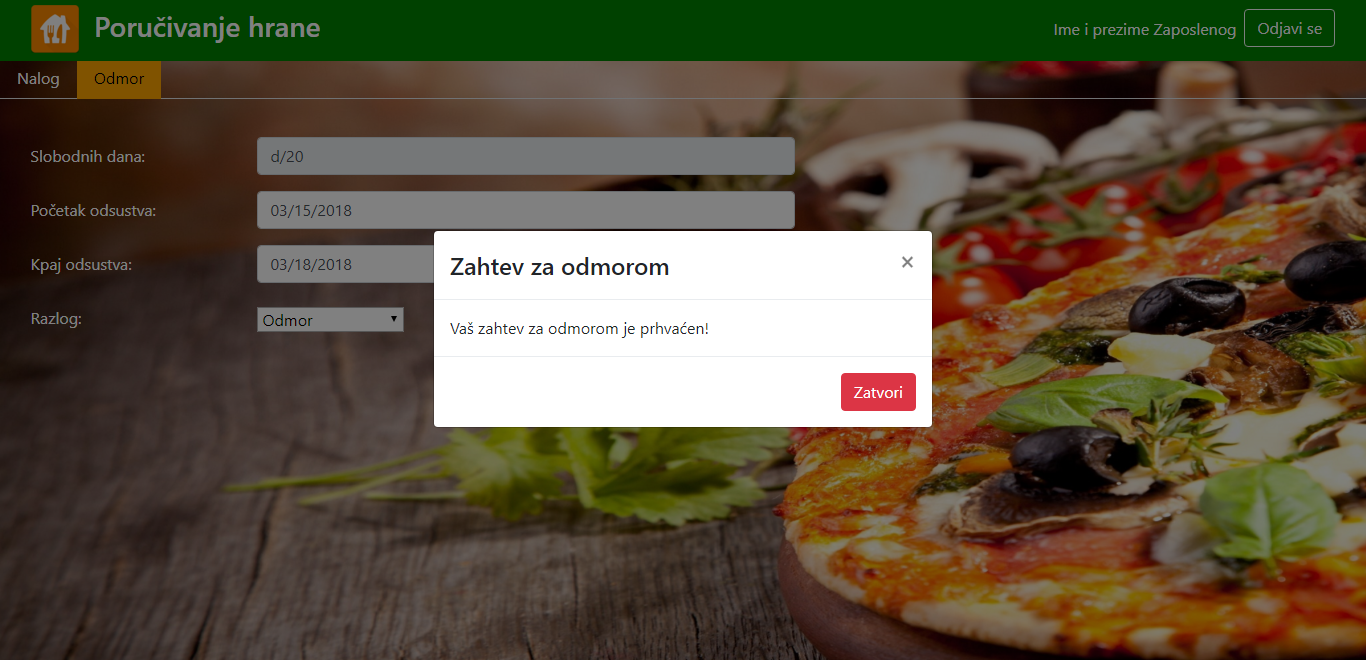 Poručivanje hrane
Ime i prezime Zaposlenog Odjavi se
Nalog Odmor
Slobodnih dana: d/20
Početak odsustva: 03/15/2018
Kpaj odsustva: 03/18/2018
Razlog: Odmor
Zahtev za odmorom ×
Vaš zahtev za odmorom je prhvaćen!
Zatvori